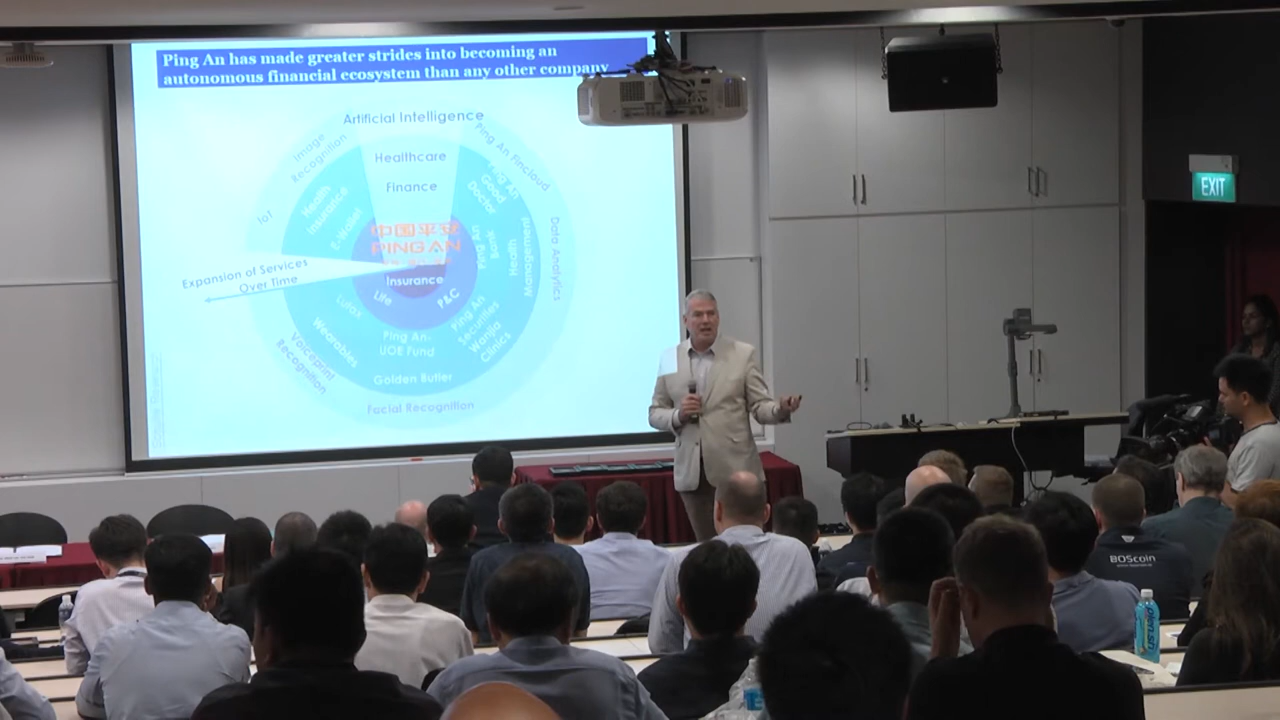 Ping An has made greater strides into becoming an
autonomous financial ecosystem than any other company
Artificial Intelligence
Healthcare
Finance
中国平安
PING AN
Insurance
Life
P&C
Image
Recognition
IoT
Health
Insurance
E-Wallet
Expansion of Services
Over Time
Lufax
Wearables
Voiceprint
Recognition
Ping An-
UOE Fund
Golden Butler
Facial Recognition
Ping An
Securities
Wanjia
Clinics
Ping An
Bank
Health
Management
Ping An
Good
Doctor
Ping An Fincloud
Data Analytics
EXIT
BOScoin